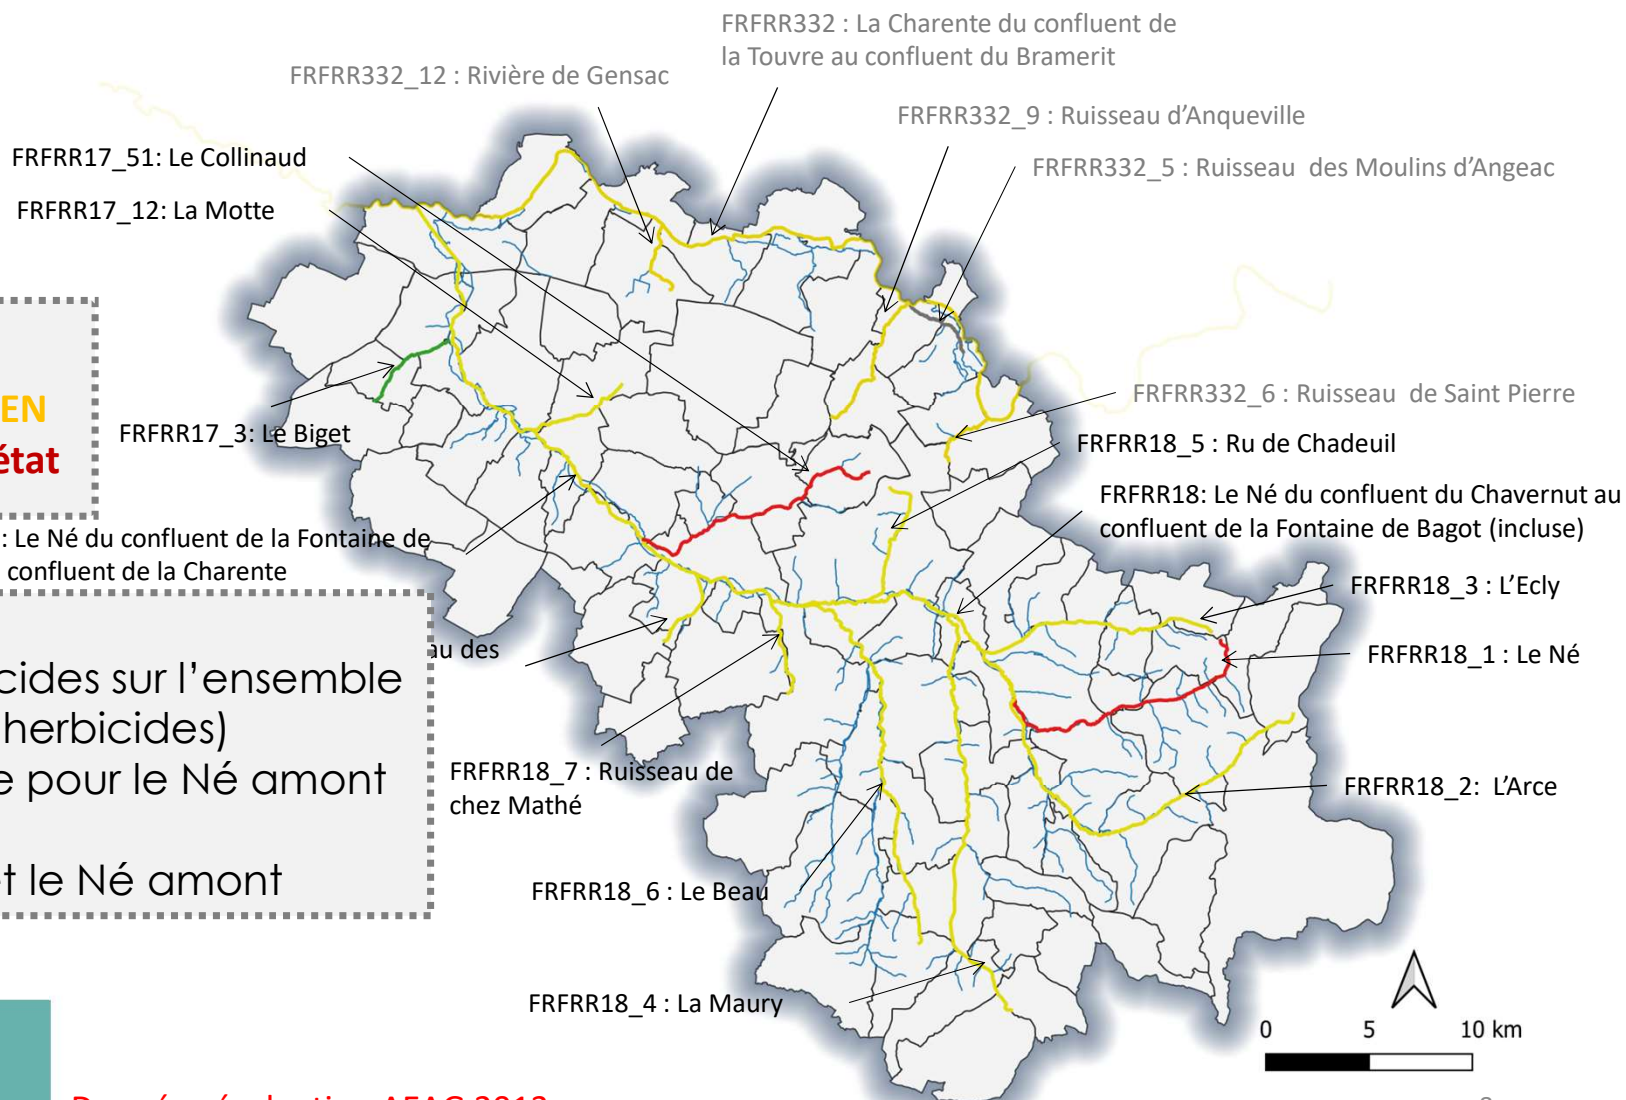 FRFRR332 : La Charente du confluent de
la Touvre au confluent du Bramerit
FRFRR332_12 : Rivière de Gensac
FRFRR332_9 : Ruisseau d'Anqueville
FRFRR17_51: Le Collinaud
FRFRR332_5 : Ruisseau  des Moulins d'Angeac
FRFRR17_12: La Motte
EN
état
FRFRR332_6 : Ruisseau  de Saint Pierre
FRFRR17_3: Le Biget
FRFRR18_5 : Ru de Chadeuil
FRFRR18: Le Né du confluent du Chavernut au
confluent de la Fontaine de Bagot (incluse)
: Le Né du confluent de la Fontaine de
confluent de la Charente
FRFRR18_3 : L'Ecly
u des
FRFRR18_1 : Le Né
cides sur l'ensemble
herbicides)
e pour le Né amont
et le Né amont
FRFRR18_7 : Ruisseau de
chez Mathé
FRFRR18_2:  L'Arce
FRFRR18_6 : Le Beau
FRFRR18_4 : La Maury
0 5 10 km